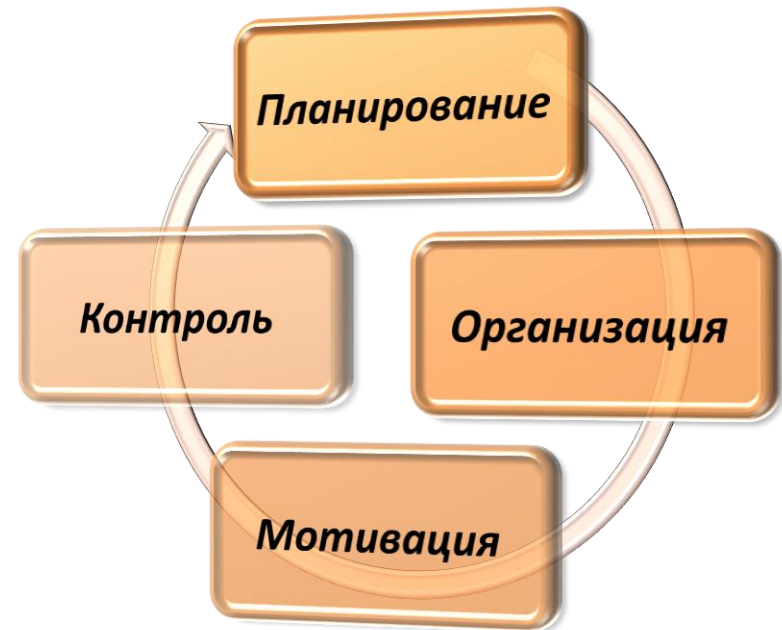 Планирование
Организация
Мотивация
Контроль